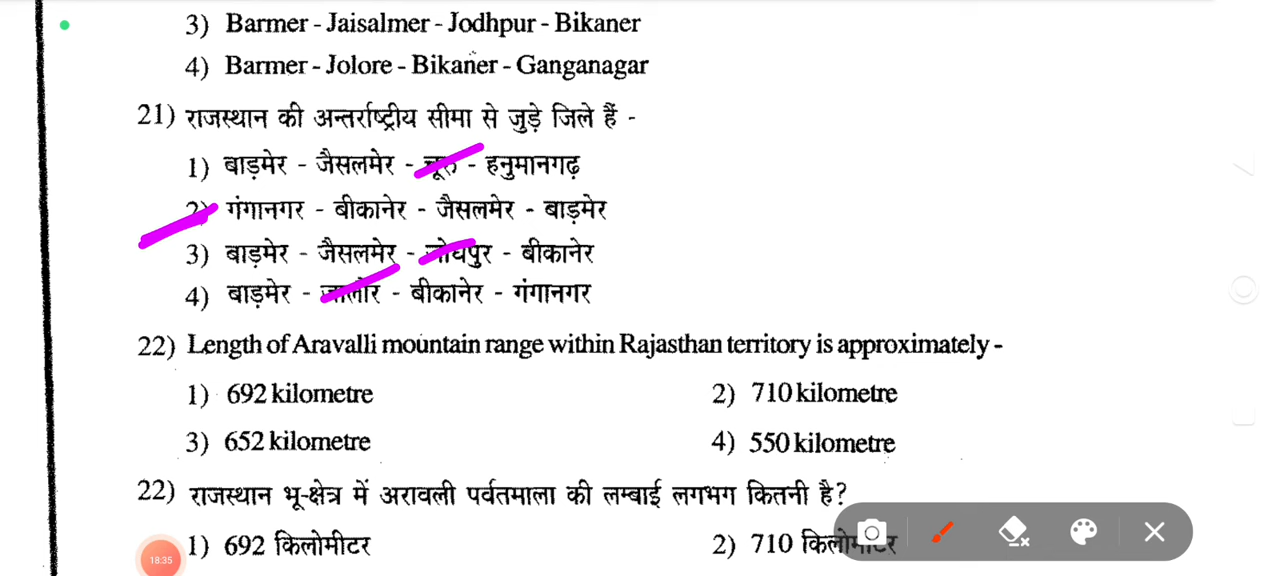 3) Barmer - Jaisalmer - Jodhpur - Bikaner
4) Barmer - Jolore - Bikaner - Ganganagar
21) राजस्थान की अन्तर्राष्ट्रीय सीमा से जुड़े जिले हैं -
1) बाड़मेर - जैसलमेर - चूरु - हनुमानगढ़
2) गंगानगर - बीकानेर - जैसलमेर - बाड़मेर
3) बाड़मेर - जैसलमेर - जोधपुर - बीकानेर
4) बाड़मेर - जालोर - बीकानेर - गंगानगर
22) Length of Aravalli mountain range within Rajasthan territory is approximately -
1) 692 kilometre 2) 710 kilometre
3) 652 kilometre 4) 550 kilometre
22) राजस्थान भू-क्षेत्र में अरावली पर्वतमाला की लम्बाई लगभग कितनी है?
1) 692 किलोमीटर 2) 710 किलोमीटर
18:35